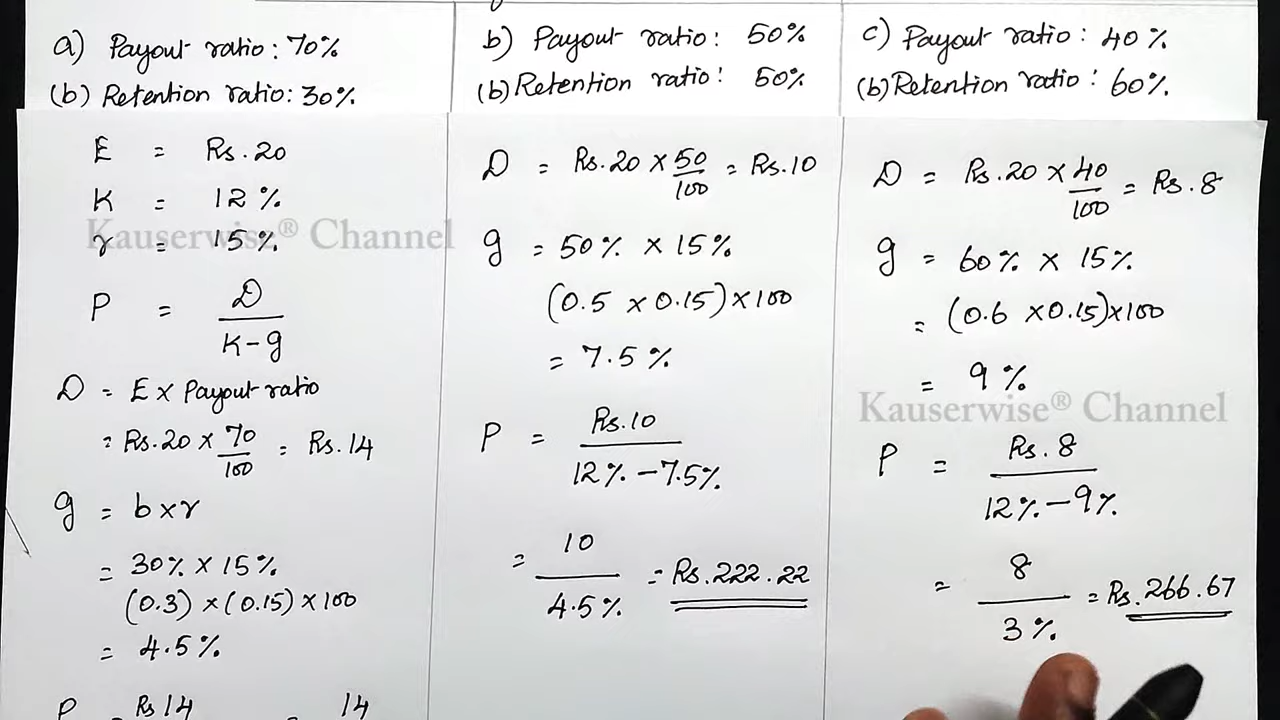 a) Payout ratio: 70%
(b) Retention ratio: 30%
E = Rs.20
K = 12%
r = 15%
P = D
K-g
D = E x Payout ratio
= Rs.20 x 70 = Rs.14
100
g = b x r
= 30% x 15%
(0.3) x (0.15) x 100
= 4.5%
P = Rs 14 = 14
b) Payout ratio: 50%
(b) Retention ratio: 50%
D = Rs.20 x 50 = Rs.10
100
g = 50% x 15%
(0.5 x 0.15) x 100
= 7.5%
P = Rs.10
12% - 7.5%
= 10 = Rs.222.22
4.5%
c) Payout ratio: 40%
(b) Retention ratio: 60%
D = Rs.20 x 40 = Rs.8
100
g = 60% x 15%
= (0.6 x 0.15) x 100
= 9%
P = Rs.8
12% - 9%
= 8 = Rs.266.67
3%
Kauserwise® Channel
Kauserwise® Channel